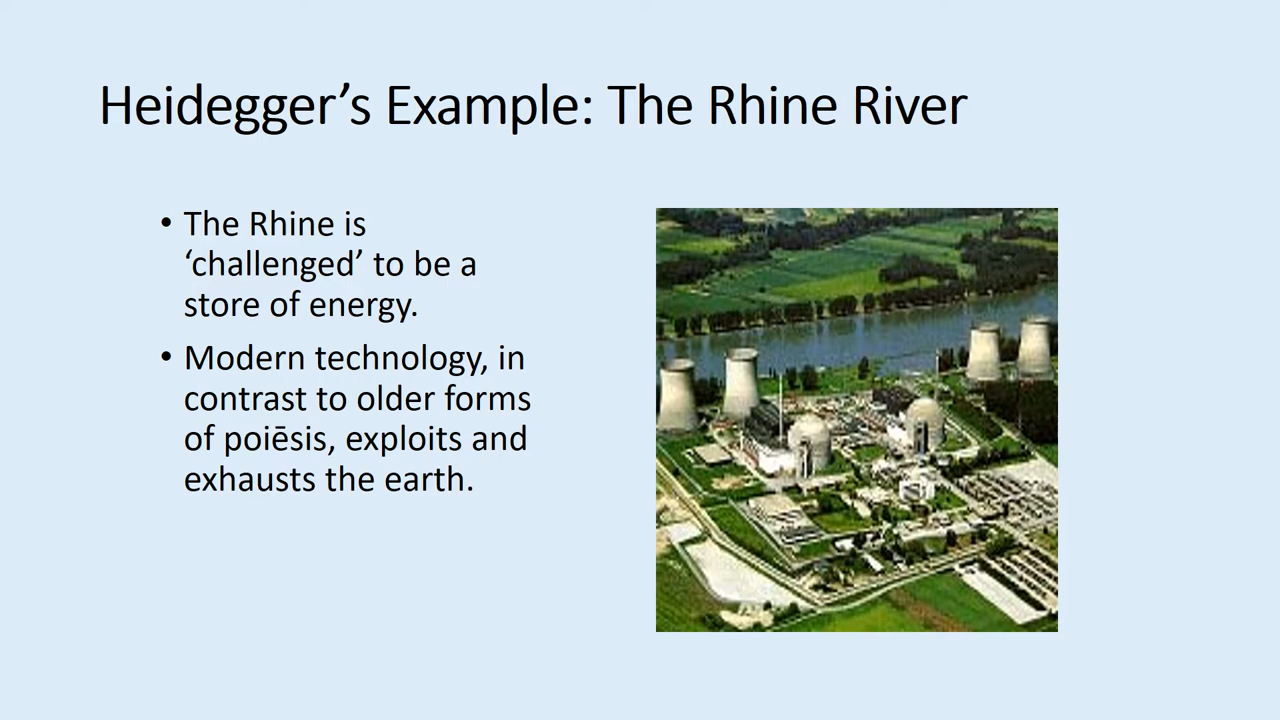 Heidegger’s Example: The Rhine River
• The Rhine is
‘challenged’ to be a
store of energy.
• Modern technology, in
contrast to older forms
of poiēsis, exploits and
exhausts the earth.